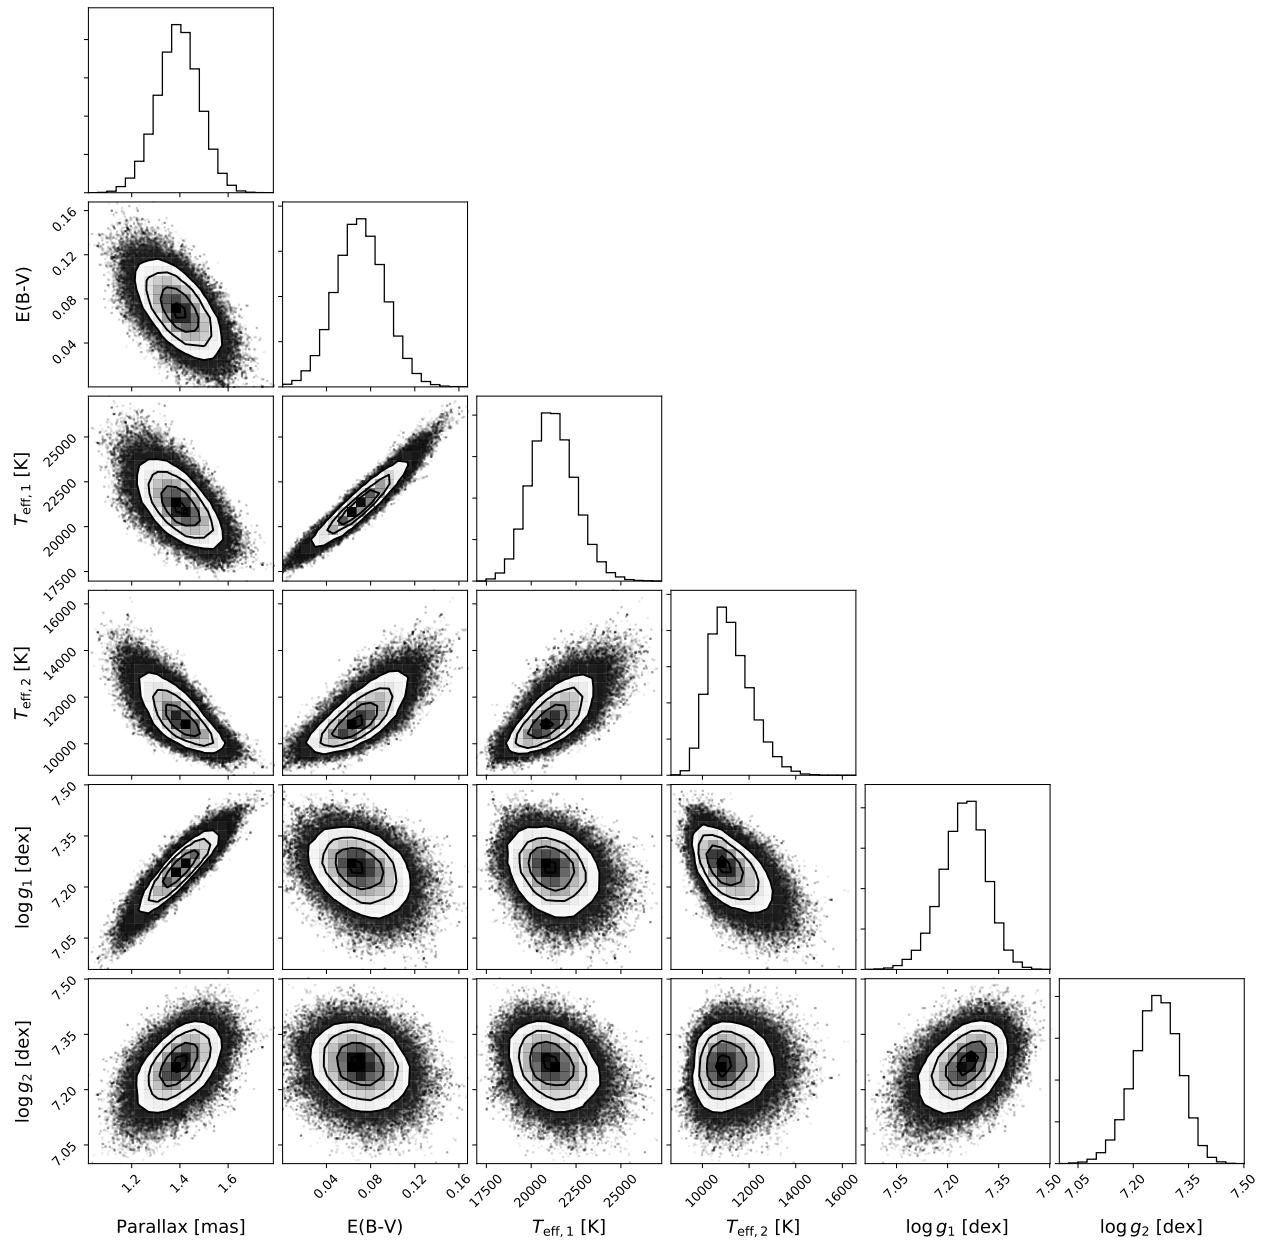 0.16
0.12
0.08
0.04
E(B-V)
25000
22500
20000
17500
T_eff,1 [K]
16000
14000
12000
10000
T_eff,2 [K]
7.50
7.35
7.20
7.05
log g₁ [dex]
7.50
7.35
7.20
7.05
log g₂ [dex]
1.2 1.4 1.6
Parallax [mas]
0.04 0.08 0.12 0.16
E(B-V)
17500 20000 22500 25000
T_eff,1 [K]
10000 12000 14000 16000
T_eff,2 [K]
7.05 7.20 7.35 7.50
log g₁ [dex]
7.05 7.20 7.35 7.50
log g₂ [dex]